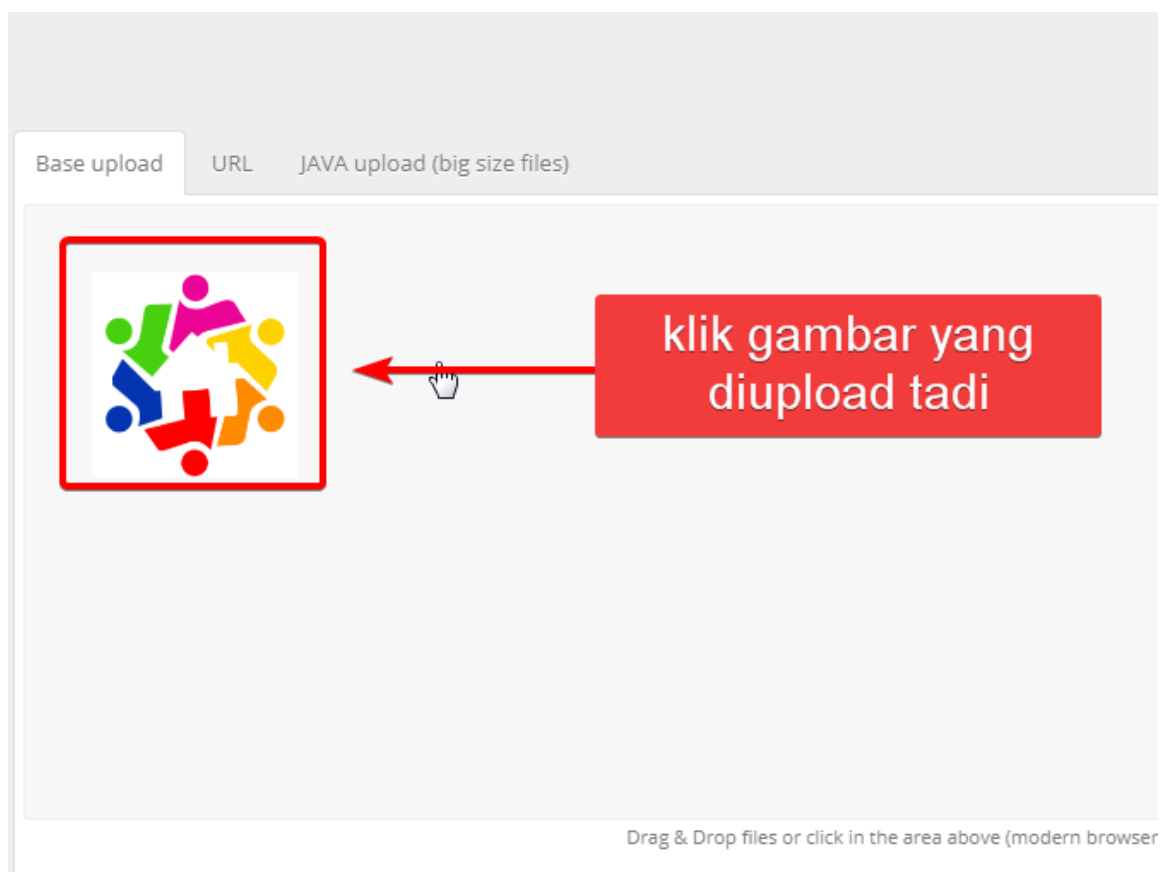 Base upload URL JAVA upload (big size files)
klik gambar yang
diupload tadi
Drag & Drop files or click in the area above (modern browser